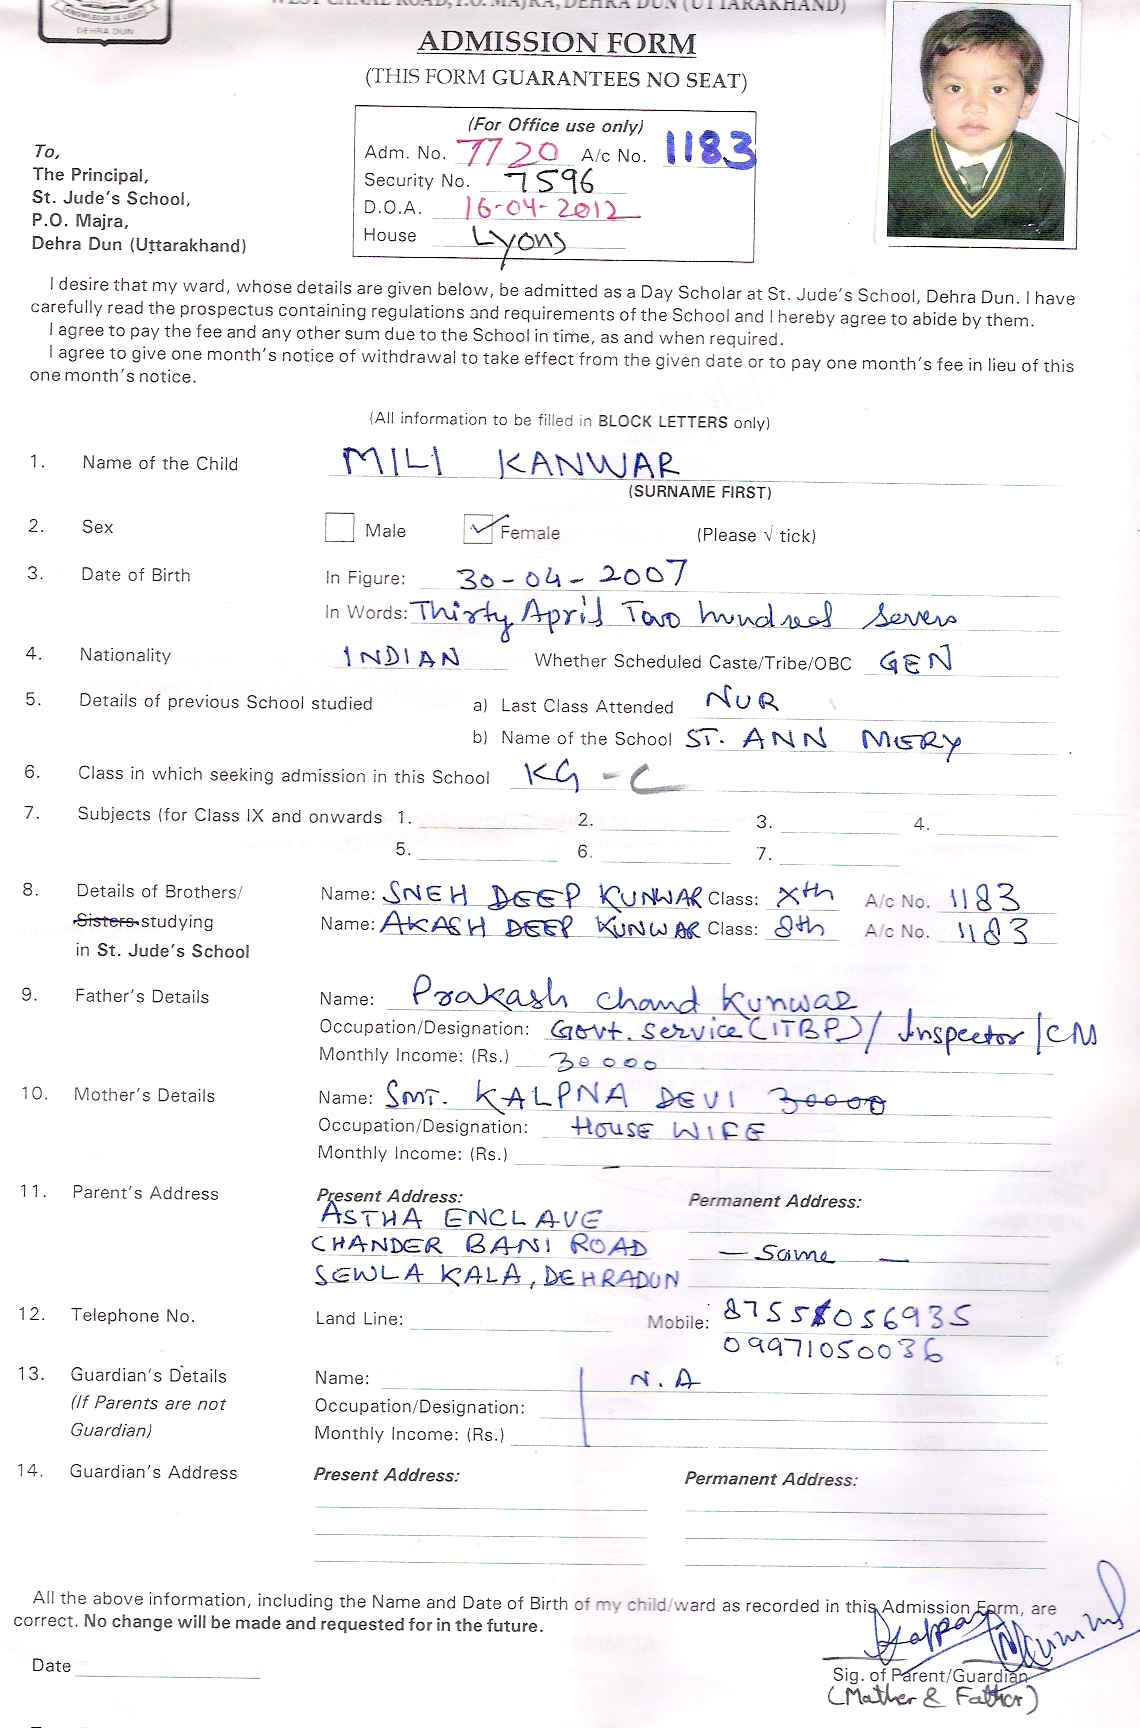 KNOWLEDGE IS LIGHT
DEHRA DUN
WEST CANAL ROAD, P.O. MAJRA, DEHRA DUN (UTTARAKHAND)
ADMISSION FORM
(THIS FORM GUARANTEES NO SEAT)
(For Office use only)
Adm. No. 7720 A/c No. 1183
Security No. 7596
D.O.A. 16-04-2012
House Lyons
To,
The Principal,
St. Jude's School,
P.O. Majra,
Dehra Dun (Uttarakhand)
I desire that my ward, whose details are given below, be admitted as a Day Scholar at St. Jude's School, Dehra Dun. I have
carefully read the prospectus containing regulations and requirements of the School and I hereby agree to abide by them.
I agree to pay the fee and any other sum due to the School in time, as and when required.
I agree to give one month's notice of withdrawal to take effect from the given date or to pay one month's fee in lieu of this
one month's notice.
(All information to be filled in BLOCK LETTERS only)
1. Name of the Child MILI KANWAR
(SURNAME FIRST)
2. Sex Male ✓ Female (Please √ tick)
3. Date of Birth In Figure: 30-04-2007
In Words: Thirty April Two hundred Seven
4. Nationality INDIAN Whether Scheduled Caste/Tribe/OBC GEN
5. Details of previous School studied a) Last Class Attended NUR
b) Name of the School ST. ANN MERY
6. Class in which seeking admission in this School KG - C
7. Subjects (for Class IX and onwards 1. 2. 3. 4.
5. 6. 7.
8. Details of Brothers/ Name: SNEH DEEP KUNWAR Class: Xth A/c No. 1183
Sisters studying Name: AKASH DEEP KUNWAR Class: 8th A/c No. 1183
in St. Jude's School
9. Father's Details Name: Prakash Chand Kunwar
Occupation/Designation: Govt. Service (ITBP)/ Inspector/CM
Monthly Income: (Rs.) 30000
10. Mother's Details Name: Smt. KALPNA DEVI 30000
Occupation/Designation: HOUSE WIFE
Monthly Income: (Rs.) –
11. Parent's Address Present Address: Permanent Address:
ASTHA ENCLAVE
CHANDER BANI ROAD — Same —
SEWLA KALA, DEHRADUN
12. Telephone No. Land Line: Mobile: 8755056935
09971050036
13. Guardian's Details Name: N.A
(If Parents are not Occupation/Designation:
Guardian) Monthly Income: (Rs.)
14. Guardian's Address Present Address: Permanent Address:
All the above information, including the Name and Date of Birth of my child/ward as recorded in this Admission Form, are
correct. No change will be made and requested for in the future.
Date
Sig. of Parent/Guardian
(Mother & Father)